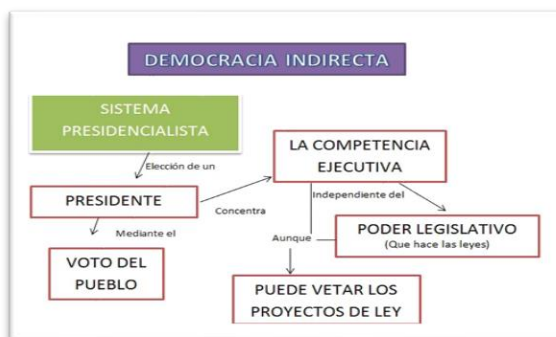 DEMOCRACIA INDIRECTA
SISTEMA
PRESIDENCIALISTA
Elección de un
PRESIDENTE
Mediante el
VOTO DEL
PUEBLO
Concentra
LA COMPETENCIA
EJECUTIVA
Independiente del
PODER LEGISLATIVO
(Que hace las leyes)
Aunque
PUEDE VETAR LOS
PROYECTOS DE LEY